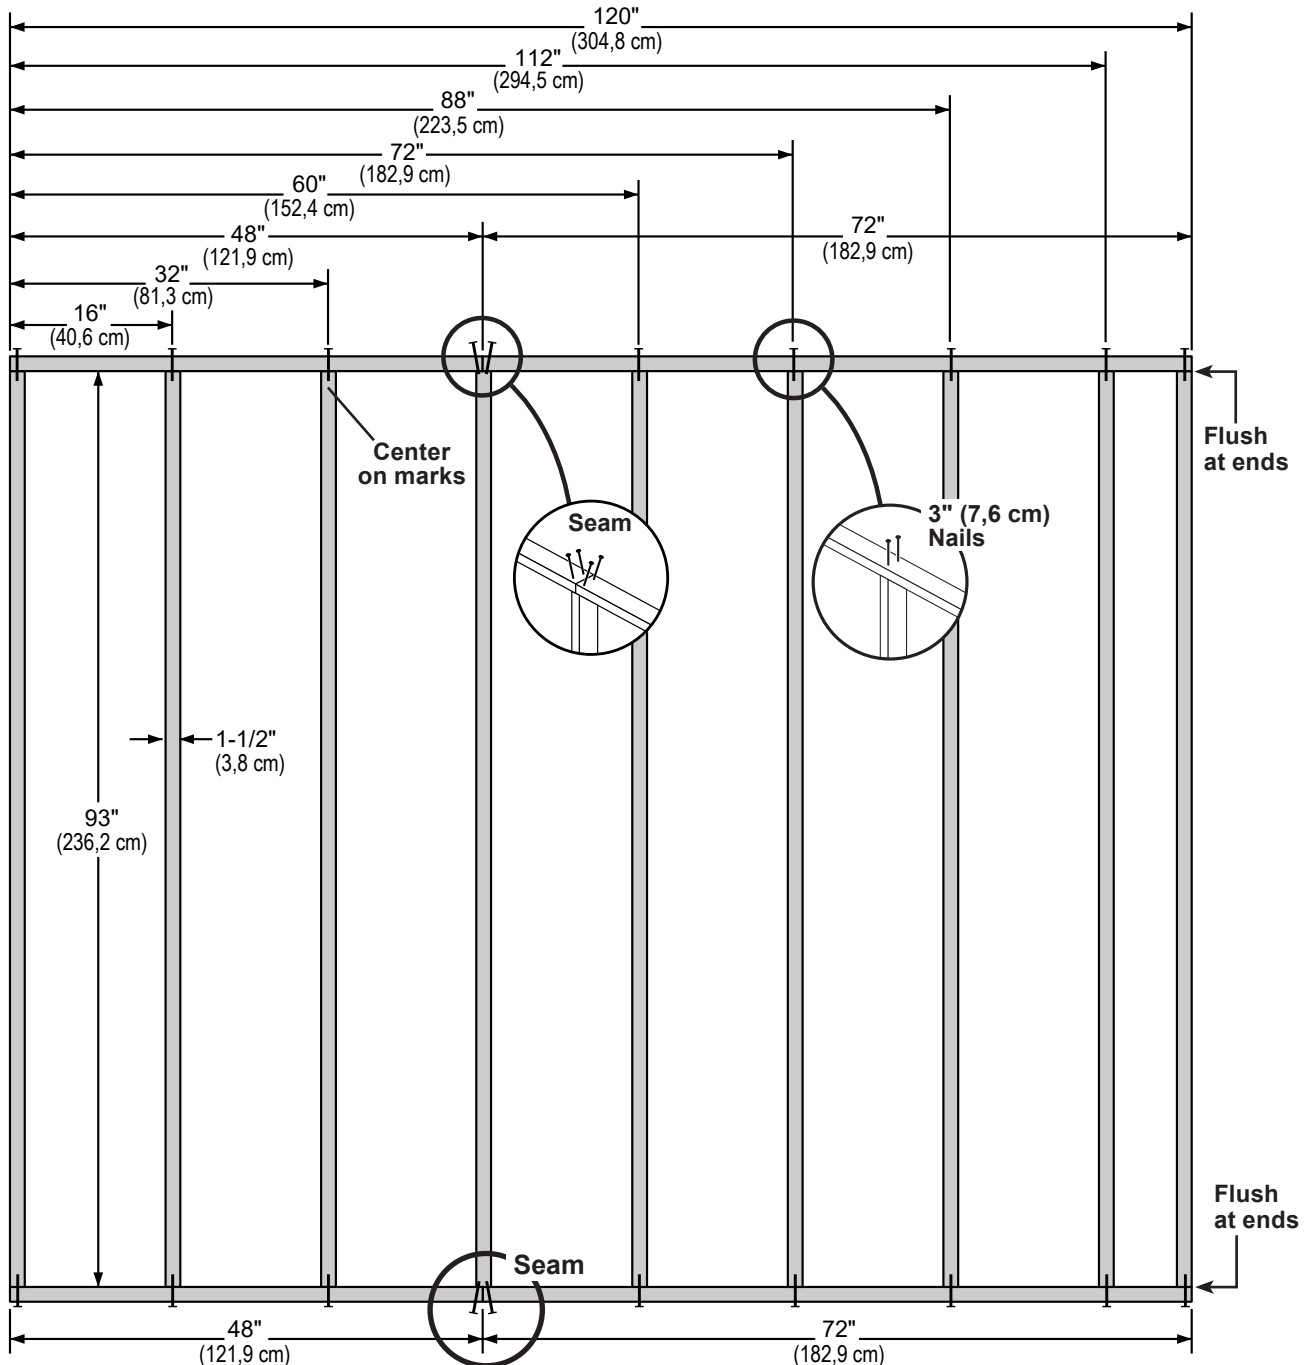 120"
(304,8 cm)
112"
(294,5 cm)
88"
(223,5 cm)
72"
(182,9 cm)
60"
(152,4 cm)
48"
(121,9 cm)
72"
(182,9 cm)
32"
(81,3 cm)
16"
(40,6 cm)
Center
on marks
Flush
at ends
Seam
3" (7,6 cm)
Nails
1-1/2"
(3,8 cm)
93"
(236,2 cm)
Flush
at ends
Seam
48"
(121,9 cm)
72"
(182,9 cm)